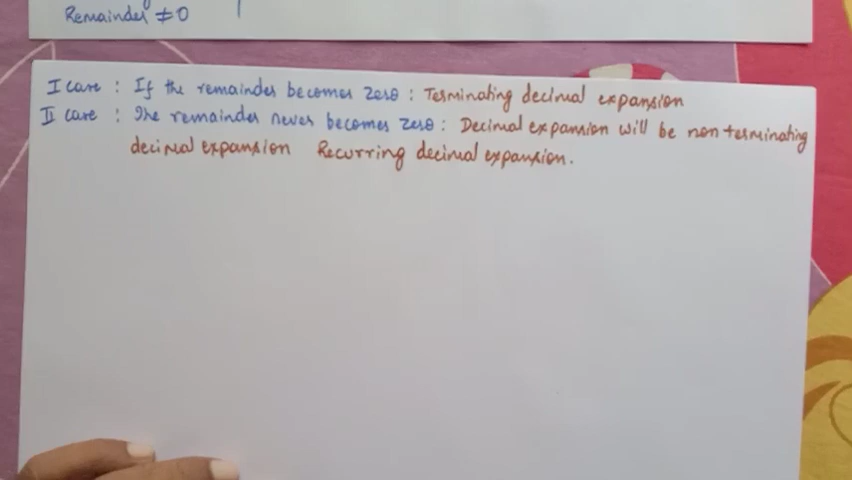 Remainder ≠0
I case : If the remainder becomes zero : Terminating decimal expansion
II case : The remainder never becomes zero : Decimal expansion will be non terminating
decimal expansion Recurring decimal expansion.